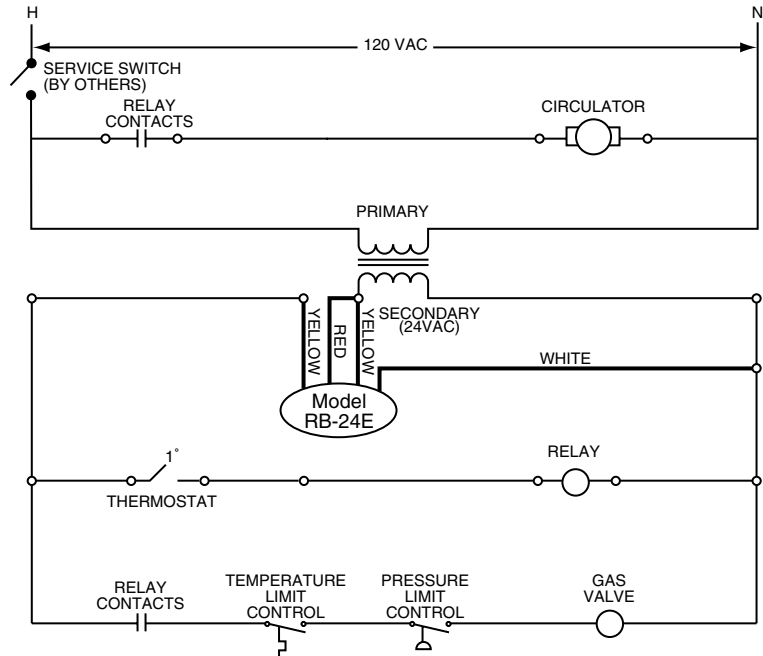 H
N
120 VAC
SERVICE SWITCH
(BY OTHERS)
RELAY
CONTACTS
CIRCULATOR
PRIMARY
SECONDARY
(24VAC)
YELLOW
RED
YELLOW
WHITE
Model
RB-24E
1°
THERMOSTAT
RELAY
RELAY
CONTACTS
TEMPERATURE
LIMIT
CONTROL
PRESSURE
LIMIT
CONTROL
GAS
VALVE